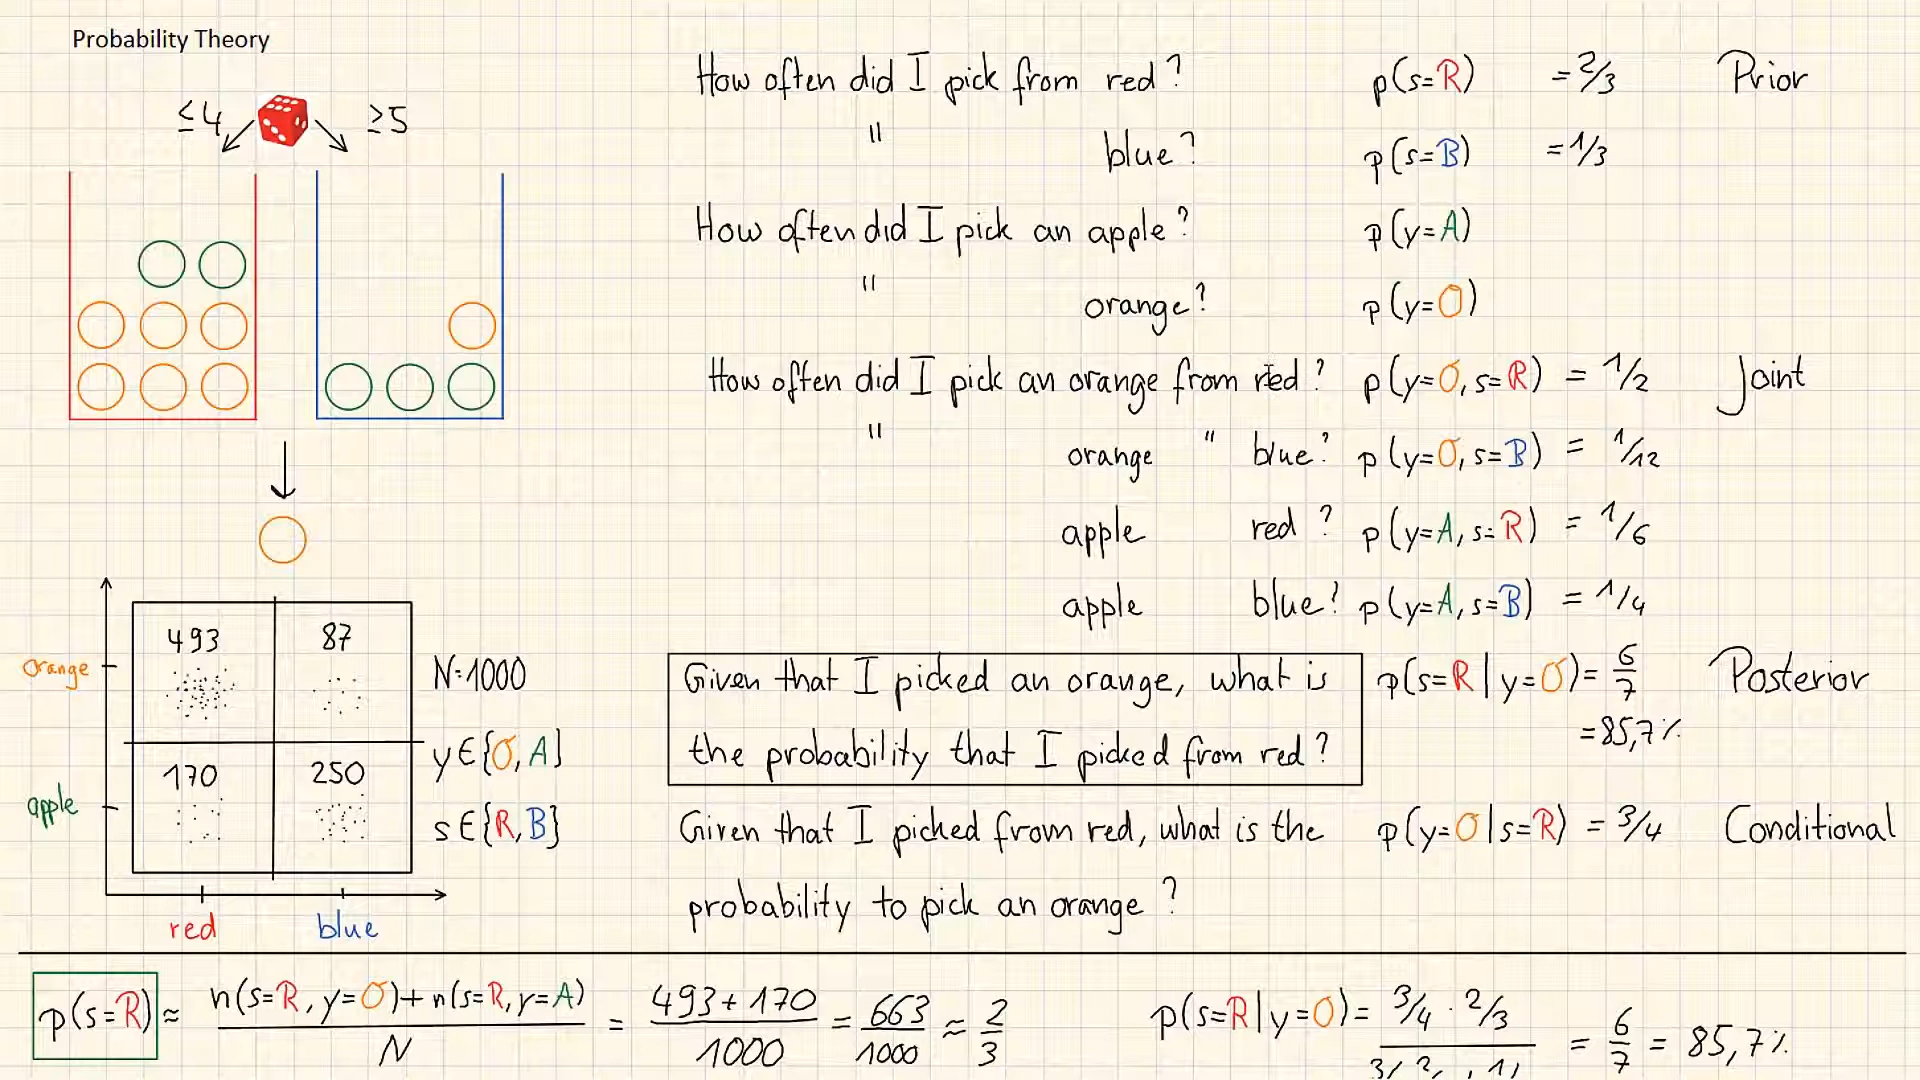 Probability Theory
≤4 ≥5
How often did I pick from red? p(s=R) = 2/3 Prior
" blue? p(s=B) = 1/3
How often did I pick an apple? p(y=A)
" orange? p(y=O)
How often did I pick an orange from red? p(y=O, s=R) = 1/2 Joint
" orange " blue? p(y=O, s=B) = 1/12
apple red? p(y=A, s=R) = 1/6
apple blue? p(y=A, s=B) = 1/4
orange 493 87
apple 170 250
red blue
N=1000
y∈{O, A}
s∈{R, B}
Given that I picked an orange, what is p(s=R|y=O) = 6/7 Posterior
the probability that I picked from red? = 85,7%
Given that I picked from red, what is the p(y=O|s=R) = 3/4 Conditional
probability to pick an orange?
p(s=R) ≈ n(s=R, y=O)+n(s=R, y=A) / N = 493+170 / 1000 = 663/1000 ≈ 2/3
p(s=R|y=O) = 3/4 · 2/3 / = 6/7 = 85,7%